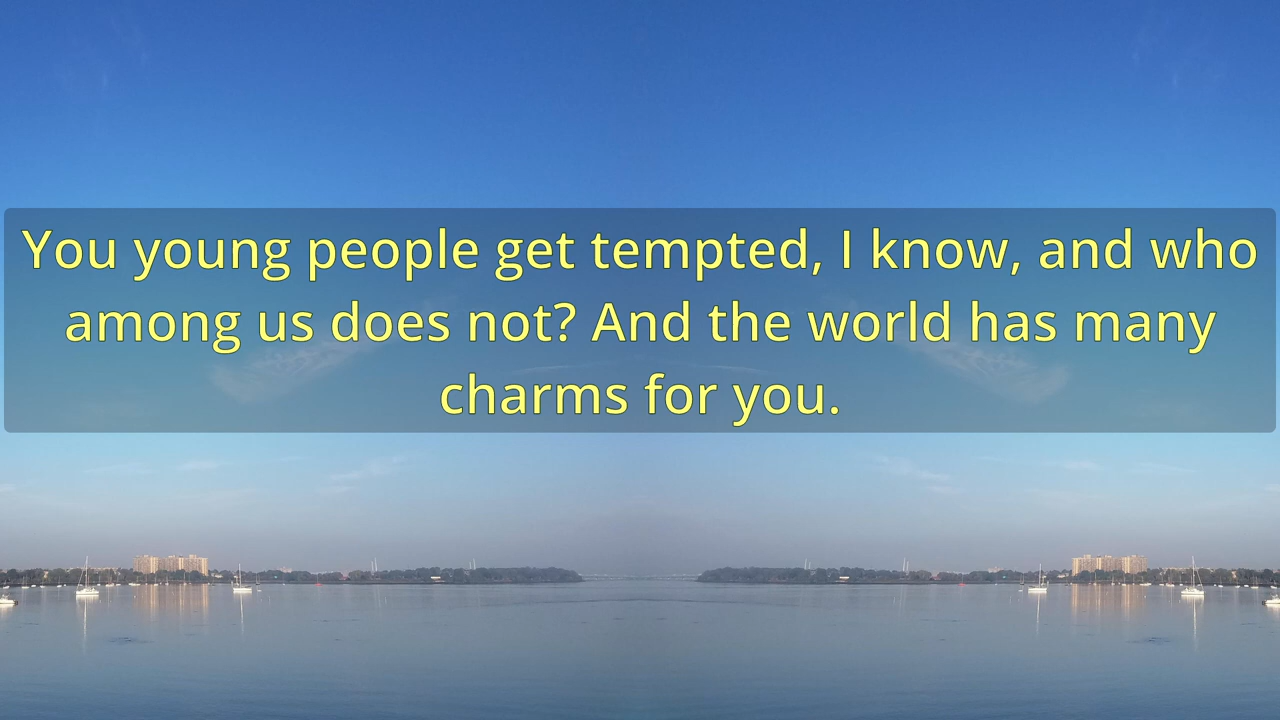 You young people get tempted, I know, and who
among us does not? And the world has many
charms for you.